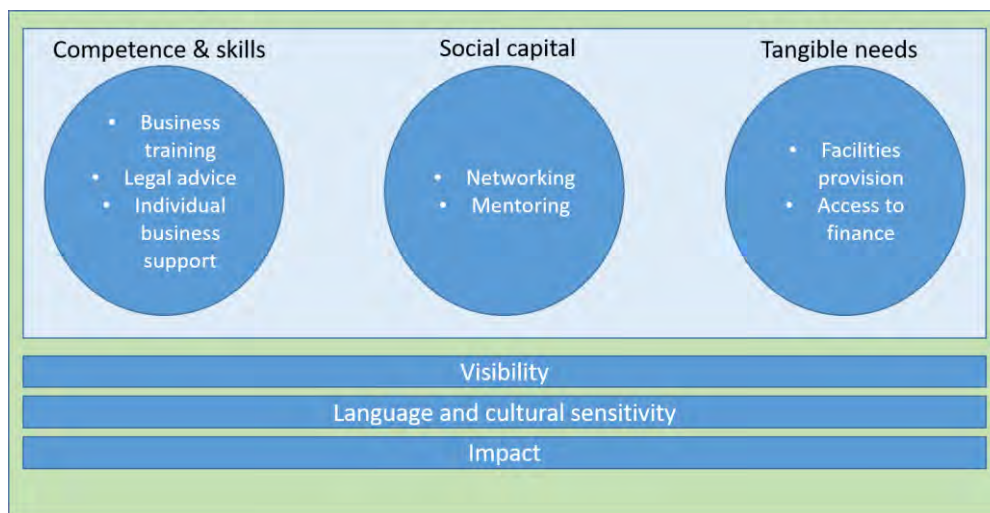 Competence & skills
• Business
training
• Legal advice
• Individual
business
support
Social capital
• Networking
• Mentoring
Tangible needs
• Facilities
provision
• Access to
finance
Visibility
Language and cultural sensitivity
Impact